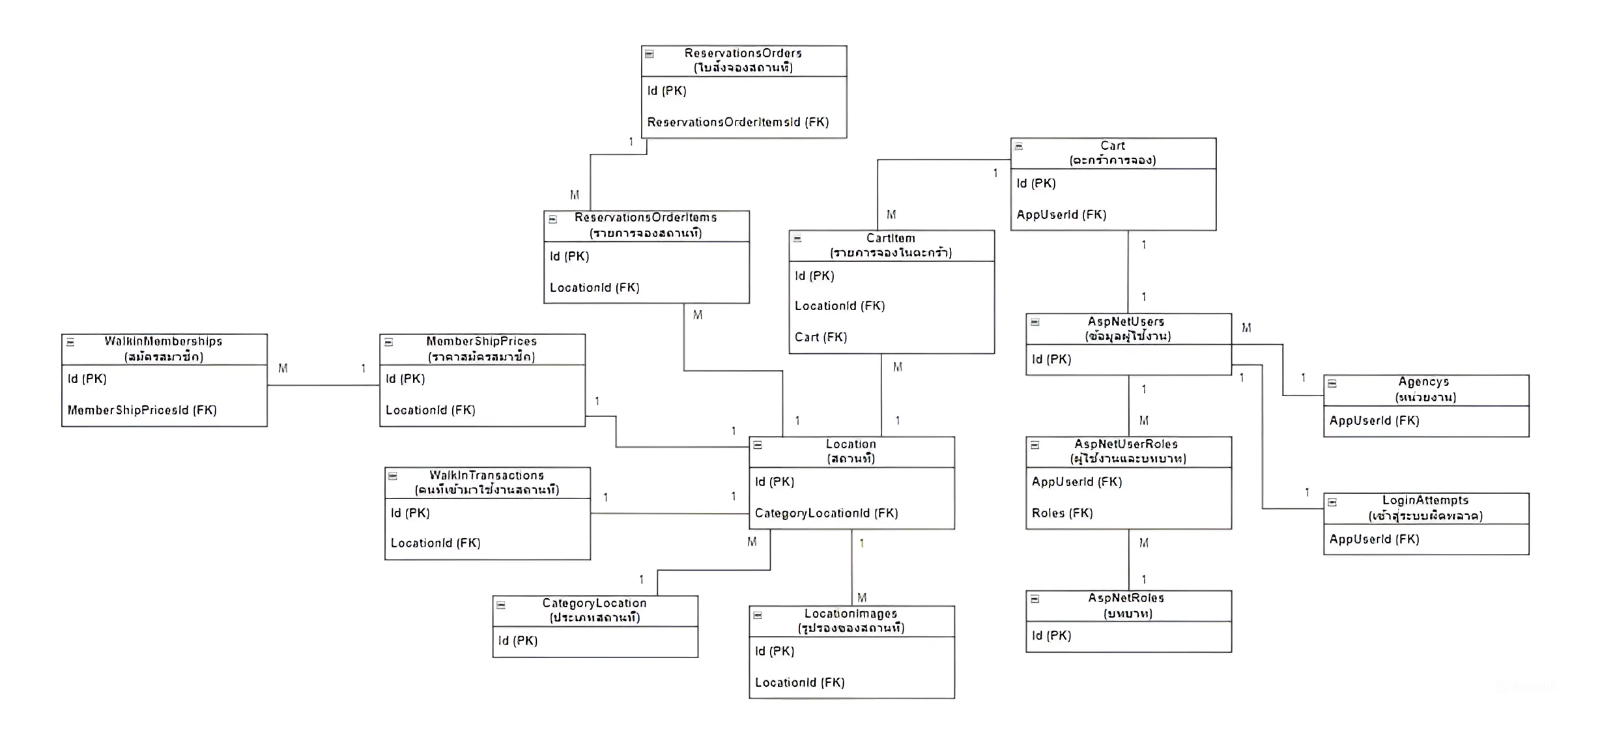 ReservationsOrders
(ใบสั่งจองสถานที่)
Id (PK)
ReservationsOrderItemsId (FK)
1
M
ReservationsOrderItems
(รายการจองสถานที่)
Id (PK)
LocationId (FK)
M
1
Cart
(ตะกร้าการจอง)
Id (PK)
AppUserId (FK)
1
M
CartItem
(รายการจองในตะกร้า)
Id (PK)
LocationId (FK)
Cart (FK)
M
1
1
1
AspNetUsers
(ข้อมูลผู้ใช้งาน)
Id (PK)
M
1
Agencys
(หน่วยงาน)
AppUserId (FK)
1
1
LoginAttempts
(เข้าสู่ระบบผิดพลาด)
AppUserId (FK)
1
M
AspNetUserRoles
(ผู้ใช้งานและบทบาท)
AppUserId (FK)
Roles (FK)
M
1
AspNetRoles
(บทบาท)
Id (PK)
WalkinMemberships
(สมัครสมาชิก)
Id (PK)
MemberShipPricesId (FK)
M
1
MemberShipPrices
(ราคาสมัครสมาชิก)
Id (PK)
LocationId (FK)
1
1
Location
(สถานที่)
Id (PK)
CategoryLocationId (FK)
WalkInTransactions
(คนที่เข้ามาใช้งานสถานที่)
Id (PK)
LocationId (FK)
1
1
M
1
CategoryLocation
(ประเภทสถานที่)
Id (PK)
1
M
LocationImages
(รูปรองของสถานที่)
Id (PK)
LocationId (FK)